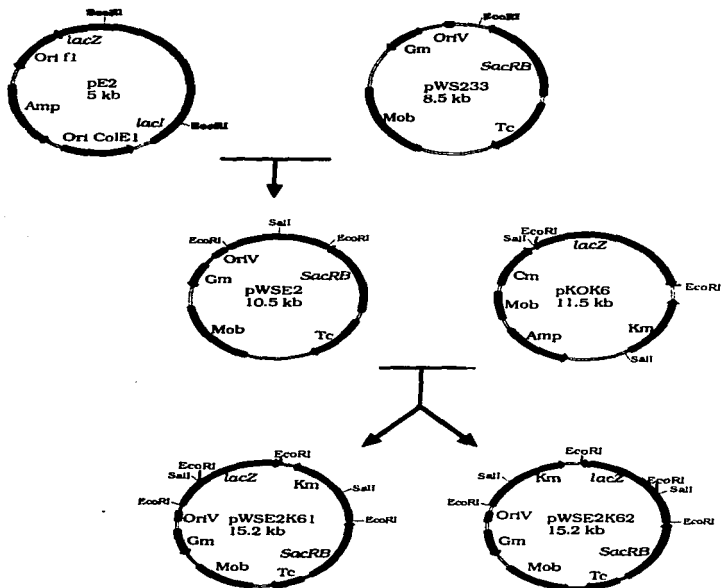 EcoRI
lacZ
Ori f1
pE2
5 kb
Amp
lacI
EcoRI
Ori ColE1
EcoRI
OriV
Gm
SacRB
pWS233
8.5 kb
Mob
Tc
SalI
EcoRI
EcoRI
OriV
Gm
SacRB
pWSE2
10.5 kb
Mob
Tc
EcoRI
SalI
lacZ
Cm
pKOK6
11.5 kb
EcoRI
Mob
Amp
Km
SalI
EcoRI
EcoRI
SalI
lacZ
Km
SalI
EcoRI
OriV
pWSE2K61
15.2 kb
EcoRI
Gm
SacRB
Mob
Tc
EcoRI
SalI
Km
lacZ
EcoRI
SalI
EcoRI
OriV
pWSE2K62
15.2 kb
EcoRI
Gm
SacRB
Mob
Tc